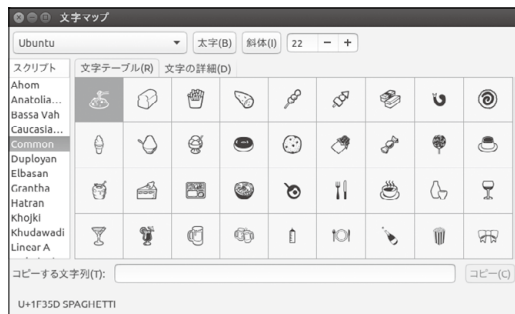 文字マップ
Ubuntu 太字(B) 斜体(I) 22 − +
スクリプト 文字テーブル(R) 文字の詳細(D)
Ahom
Anatolia...
Bassa Vah
Caucasia...
Common
Duployan
Elbasan
Grantha
Hatran
Khojki
Khudawadi
Linear A
コピーする文字列(T): コピー(C)
U+1F35D SPAGHETTI